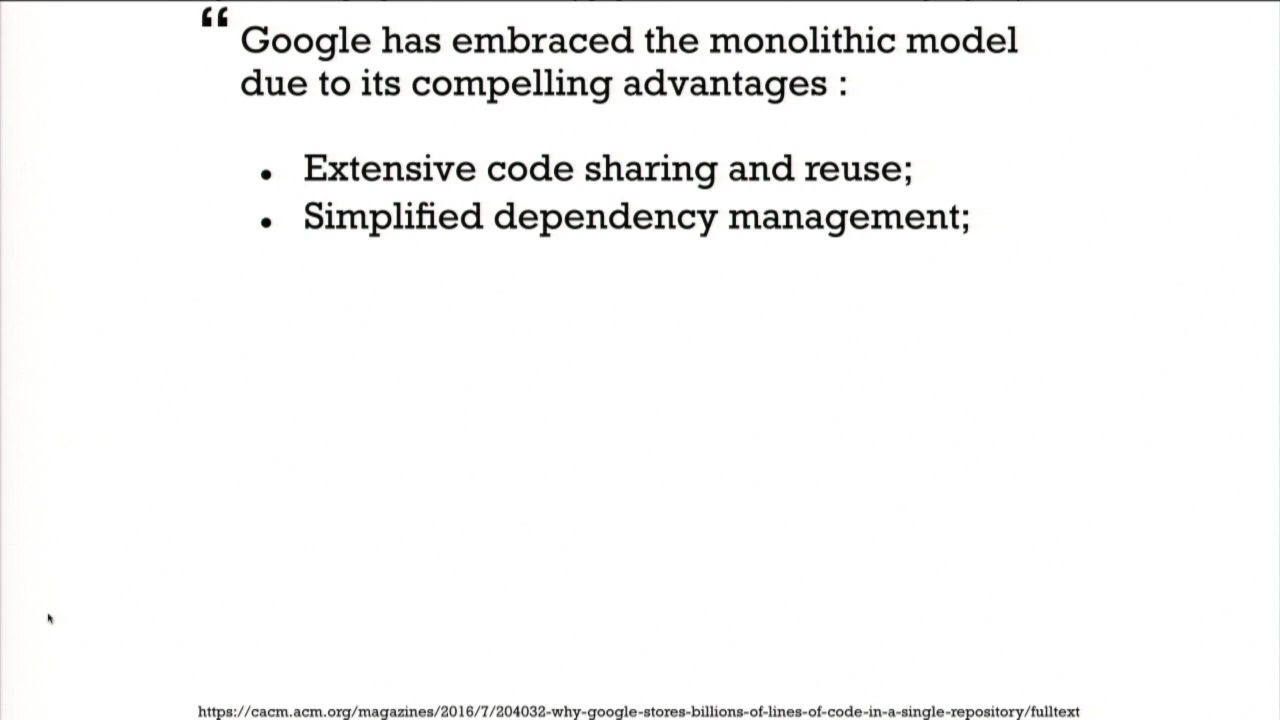 “ Google has embraced the monolithic model
due to its compelling advantages :
• Extensive code sharing and reuse;
• Simplified dependency management;
https://cacm.acm.org/magazines/2016/7/204032-why-google-stores-billions-of-lines-of-code-in-a-single-repository/fulltext